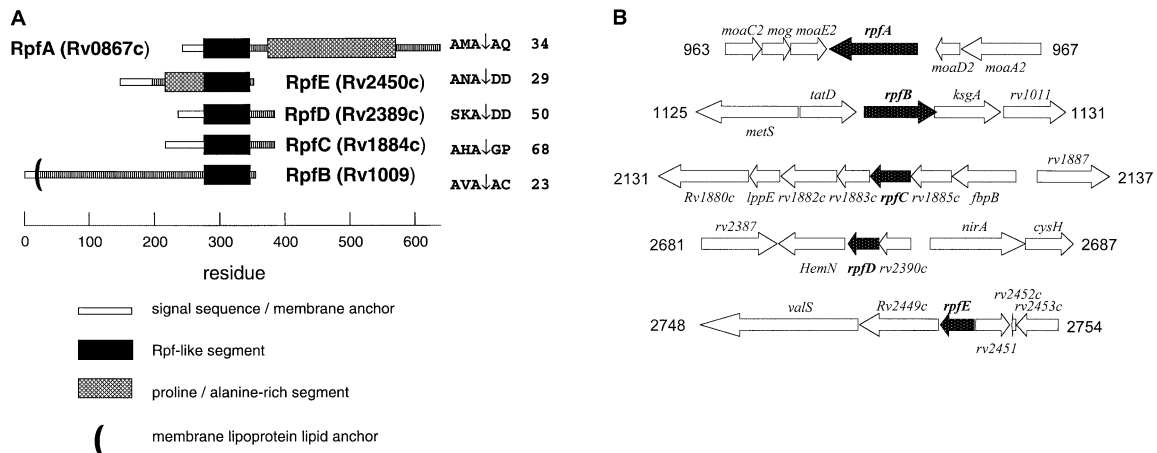 A
RpfA (Rv0867c) AMA↓AQ 34
RpfE (Rv2450c) ANA↓DD 29
RpfD (Rv2389c) SKA↓DD 50
RpfC (Rv1884c) AHA↓GP 68
RpfB (Rv1009) AVA↓AC 23
0 100 200 300 400 500 600
residue
signal sequence / membrane anchor
Rpf-like segment
proline / alanine-rich segment
membrane lipoprotein lipid anchor
B
moaC2 mog moaE2 rpfA
963 967
moaD2 moaA2
tatD rpfB ksgA rv1011
1125 1131
metS
rv1887
2131 2137
Rv1880c lppE rv1882c rv1883c rpfC rv1885c fbpB
rv2387 nirA cysH
2681 2687
HemN rpfD rv2390c
rv2452c
valS Rv2449c rpfE rv2453c
2748 2754
rv2451